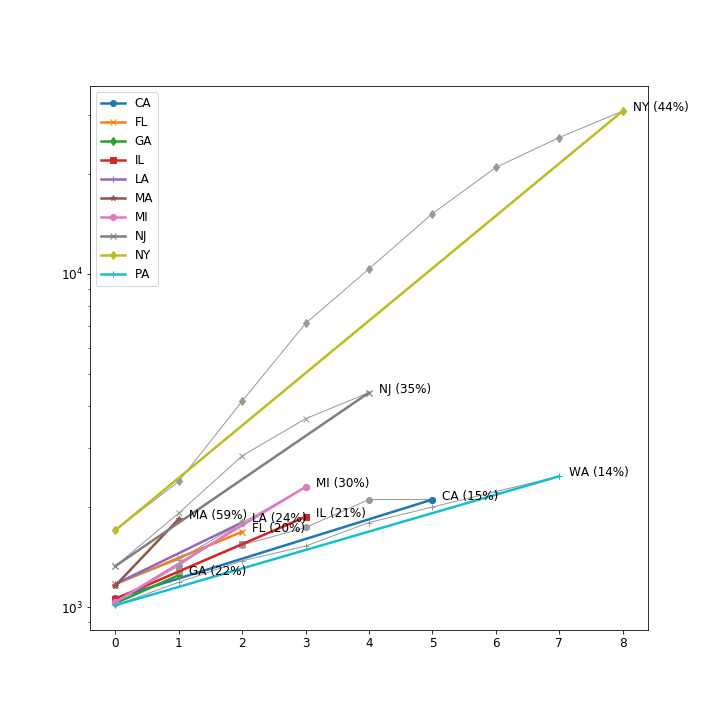 CA
FL
GA
IL
LA
MA
MI
NJ
NY
PA
NY (44%)
NJ (35%)
MI (30%)
WA (14%)
CA (15%)
IL (21%)
MA (59%)
LA (24%)
FL (20%)
GA (22%)
10⁴
10³
0 1 2 3 4 5 6 7 8